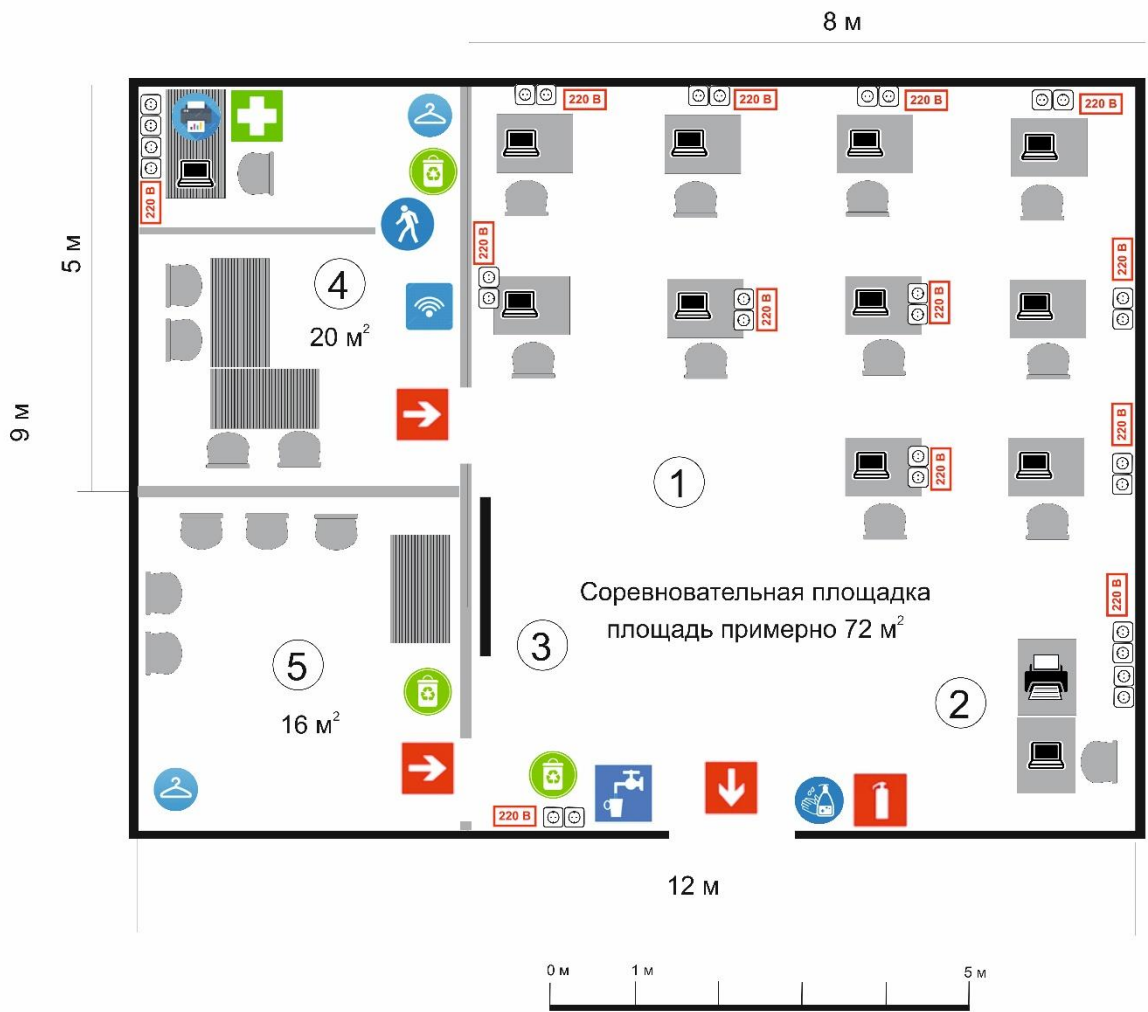 8 м
220 В
220 В
220 В
220 В
220 В
5 м
220 В
220 В
4
220 В
220 В
20 м²
9 м
220 В
1
220 В
Соревновательная площадка
220 В
площадь примерно 72 м²
3
5
2
16 м²
220 В
12 м
0 м
1 м
5 м